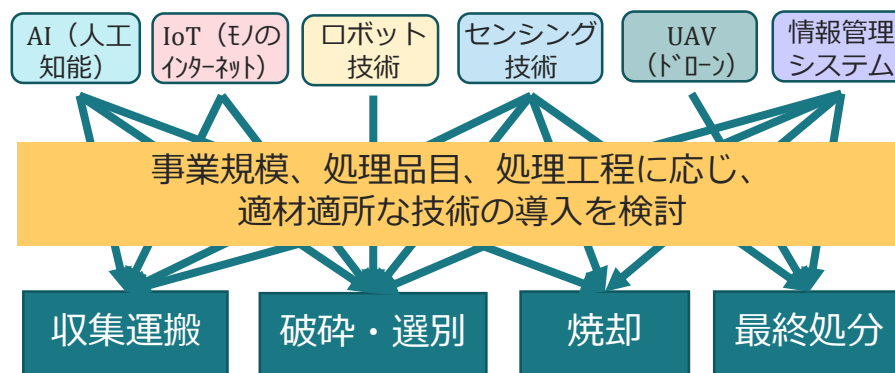 AI（人工
知能）
IoT（ﾓﾉの
ｲﾝﾀｰﾈｯﾄ）
ロボット
技術
センシング
技術
UAV
（ﾄﾞﾛｰﾝ）
情報管理
システム
事業規模、処理品目、処理工程に応じ、
適材適所な技術の導入を検討
収集運搬
破砕・選別
焼却
最終処分